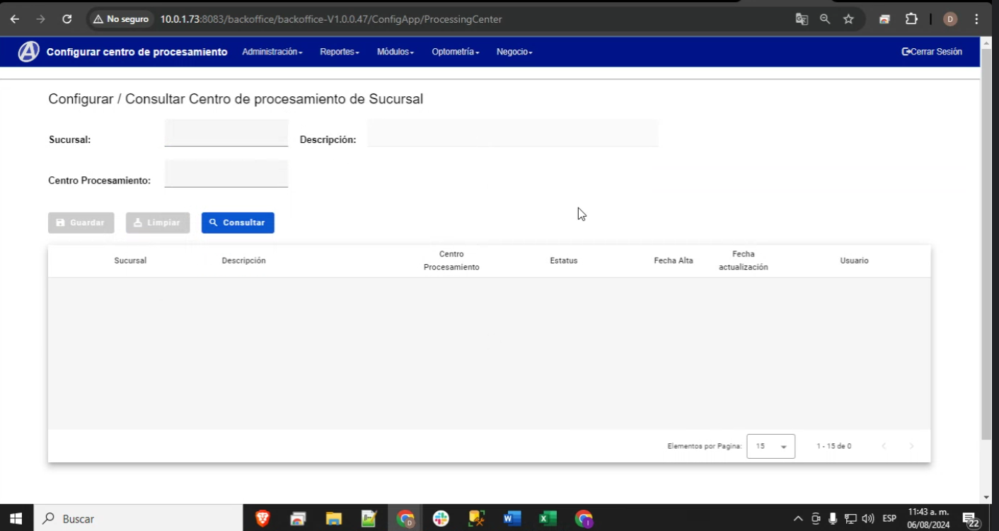 No seguro
10.0.1.73:8083/backoffice/backoffice-V1.0.0.47/ConfigApp/ProcessingCenter
D
A Configurar centro de procesamiento Administración Reportes Módulos Optometría Negocio Cerrar Sesión
Configurar / Consultar Centro de procesamiento de Sucursal
Sucursal: Descripción:
Centro Procesamiento:
Guardar Limpiar Consultar
Sucursal Descripción Centro Procesamiento Estatus Fecha Alta Fecha actualización Usuario
Elementos por Pagina: 15 1 - 15 de 0
Buscar
ESP
11:43 a. m.
06/08/2024
22